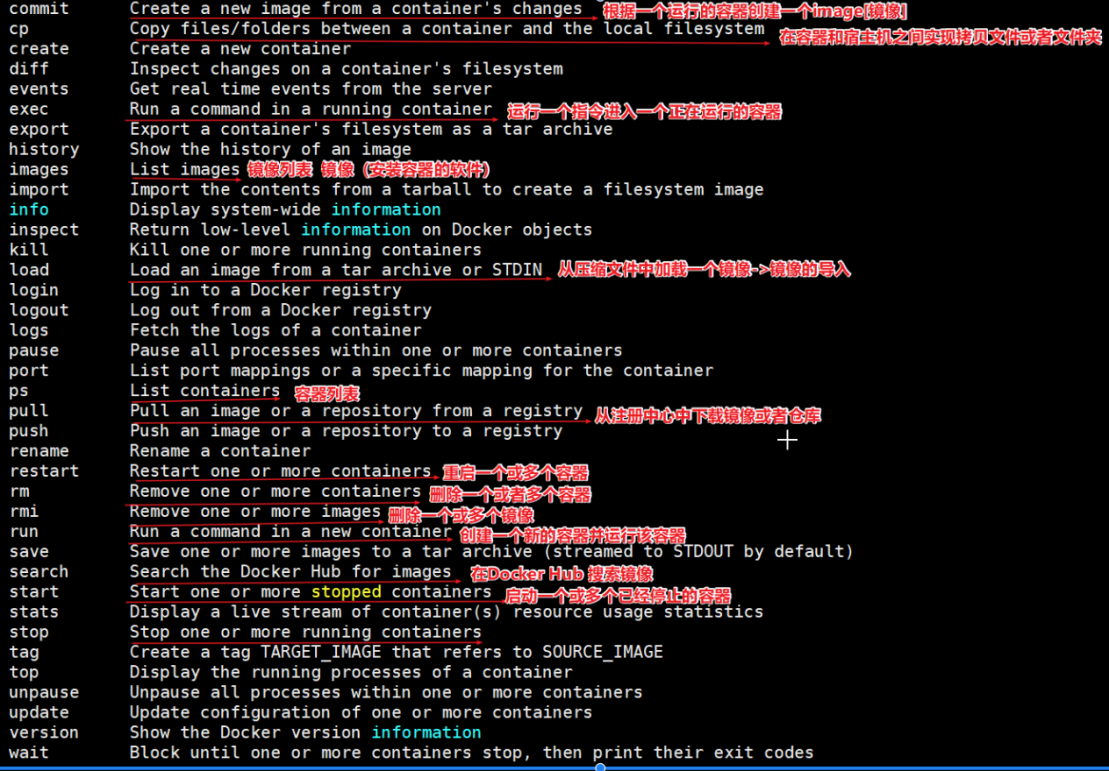 commit Create a new image from a container's changes 根据一个运行的容器创建一个image[镜像]
cp Copy files/folders between a container and the local filesystem 在容器和宿主机之间实现拷贝文件或者文件夹
create Create a new container
diff Inspect changes on a container's filesystem
events Get real time events from the server
exec Run a command in a running container 运行一个指令进入一个正在运行的容器
export Export a container's filesystem as a tar archive
history Show the history of an image
images List images 镜像列表 镜像（安装容器的软件）
import Import the contents from a tarball to create a filesystem image
info Display system-wide information
inspect Return low-level information on Docker objects
kill Kill one or more running containers
load Load an image from a tar archive or STDIN 从压缩文件中加载一个镜像->镜像的导入
login Log in to a Docker registry
logout Log out from a Docker registry
logs Fetch the logs of a container
pause Pause all processes within one or more containers
port List port mappings or a specific mapping for the container
ps List containers 容器列表
pull Pull an image or a repository from a registry 从注册中心中下载镜像或者仓库
push Push an image or a repository to a registry
rename Rename a container
restart Restart one or more containers 重启一个或多个容器
rm Remove one or more containers 删除一个或者多个容器
rmi Remove one or more images 删除一个或多个镜像
run Run a command in a new container 创建一个新的容器并运行该容器
save Save one or more images to a tar archive (streamed to STDOUT by default)
search Search the Docker Hub for images 在Docker Hub 搜索镜像
start Start one or more stopped containers 启动一个或多个已经停止的容器
stats Display a live stream of container(s) resource usage statistics
stop Stop one or more running containers
tag Create a tag TARGET_IMAGE that refers to SOURCE_IMAGE
top Display the running processes of a container
unpause Unpause all processes within one or more containers
update Update configuration of one or more containers
version Show the Docker version information
wait Block until one or more containers stop, then print their exit codes